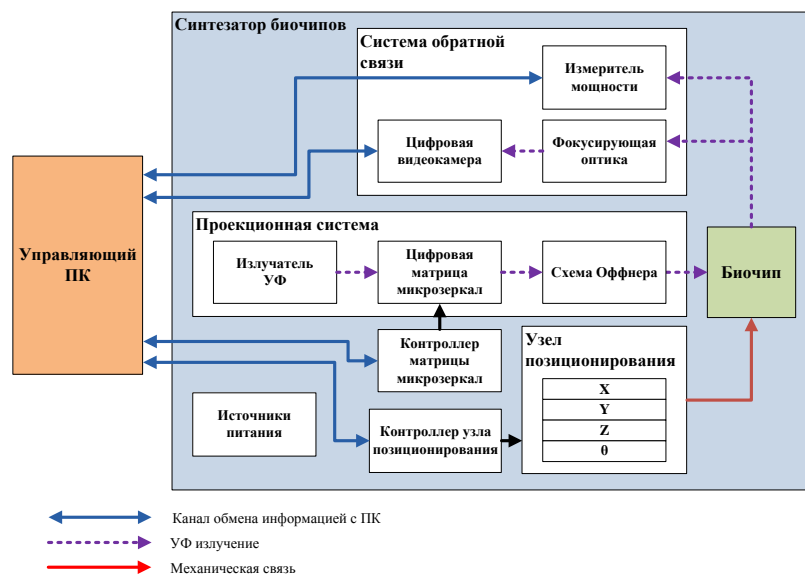 Синтезатор биочипов
Система обратной
связи
Измеритель
мощности
Цифровая
видеокамера
Фокусирующая
оптика
Управляющий
ПК
Проекционная система
Излучатель
УФ
Цифровая
матрица
микрозеркал
Схема Оффнера
Биочип
Контроллер
матрицы
микрозеркал
Узел
позиционирования
X
Y
Z
θ
Источники
питания
Контроллер узла
позиционирования
Канал обмена информацией с ПК
УФ излучение
Механическая связь